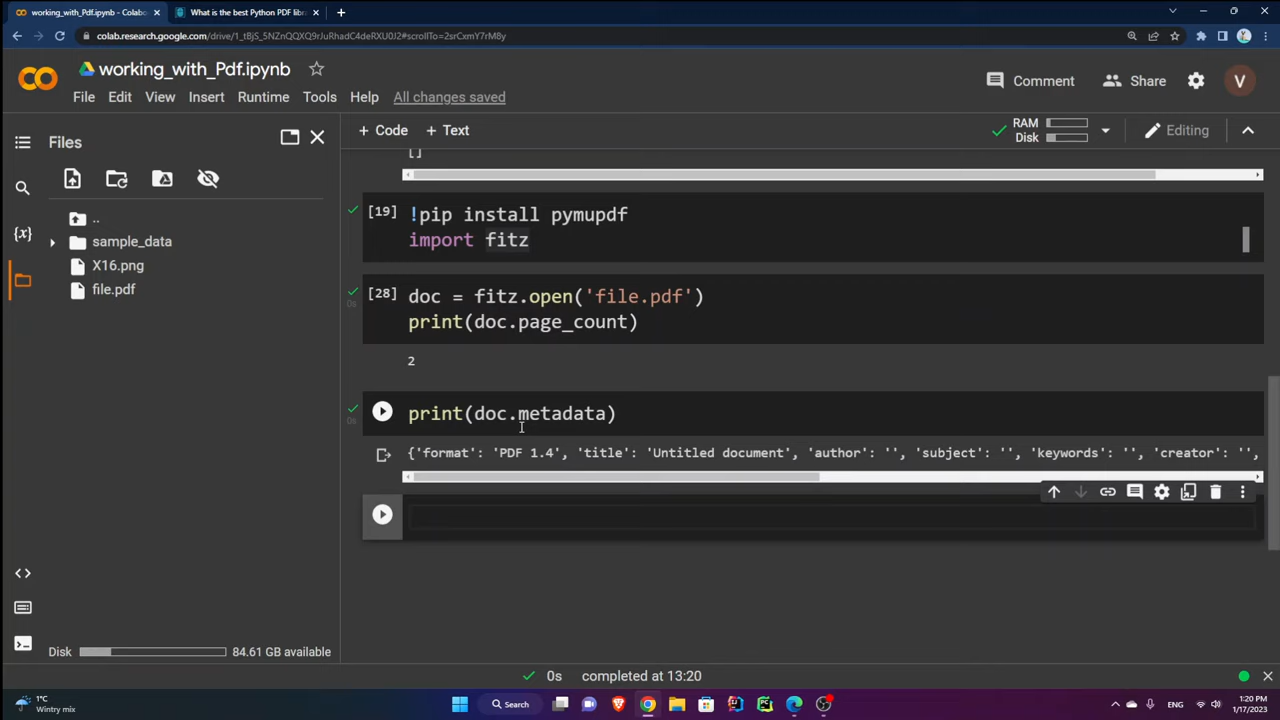 working_with_Pdf.ipynb - Colabo
What is the best Python PDF libr
colab.research.google.com/drive/1_tBjS_5NZnQQXQ9rJuRhadC4deRXU0J2#scrollTo=2srCxmY7rM8y
working_with_Pdf.ipynb
Comment
Share
V
File Edit View Insert Runtime Tools Help All changes saved
Files
+ Code + Text
RAM
Disk
Editing
[]
..
sample_data
X16.png
file.pdf
[19] !pip install pymupdf
import fitz
[28] doc = fitz.open('file.pdf')
print(doc.page_count)
2
print(doc.metadata)
{'format': 'PDF 1.4', 'title': 'Untitled document', 'author': '', 'subject': '', 'keywords': '', 'creator': '',
Disk 84.61 GB available
0s completed at 13:20
1°C
Wintry mix
Search
ENG
1:20 PM
1/17/2023